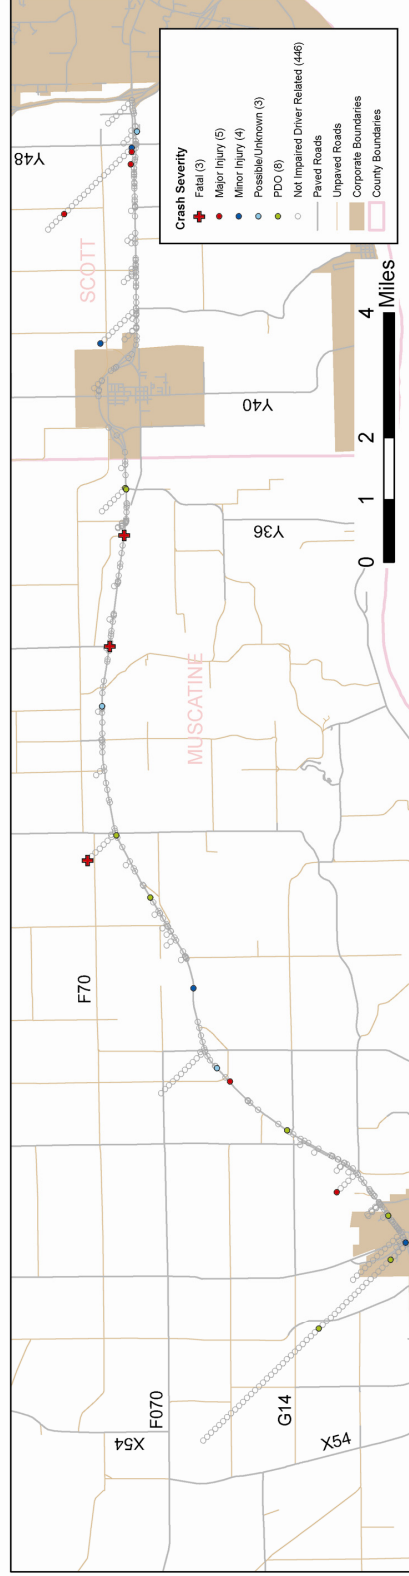 Y48
SCOTT
Y40
Y36
MUSCATINE
F70
F070
X54
G14
X54
Crash Severity
Fatal (3)
Major Injury (5)
Minor Injury (4)
Possible/Unknown (3)
PDO (8)
Not Impaired Driver Related (446)
Paved Roads
Unpaved Roads
Corporate Boundaries
County Boundaries
0 1 2 4
Miles